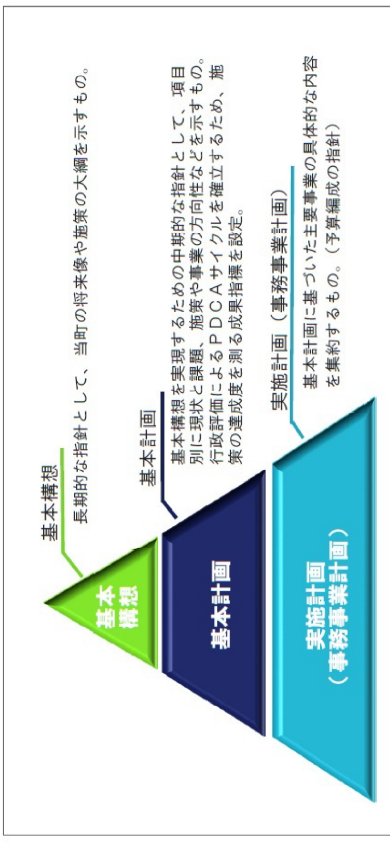 基本
構想
基本計画
実施計画
（事務事業計画）
基本構想
長期的な指針として、当町の将来像や施策の大綱を示すもの。
基本計画
基本構想を実現するための中期的な指針として、項目
別に現状と課題、施策や事業の方向性などを示すもの。
行政評価によるＰＤＣＡサイクルを確立するため、施
策の達成度を測る成果指標を設定。
実施計画（事務事業計画）
基本計画に基づいた主要事業の具体的な内容
を集約するもの。（予算編成の指針）